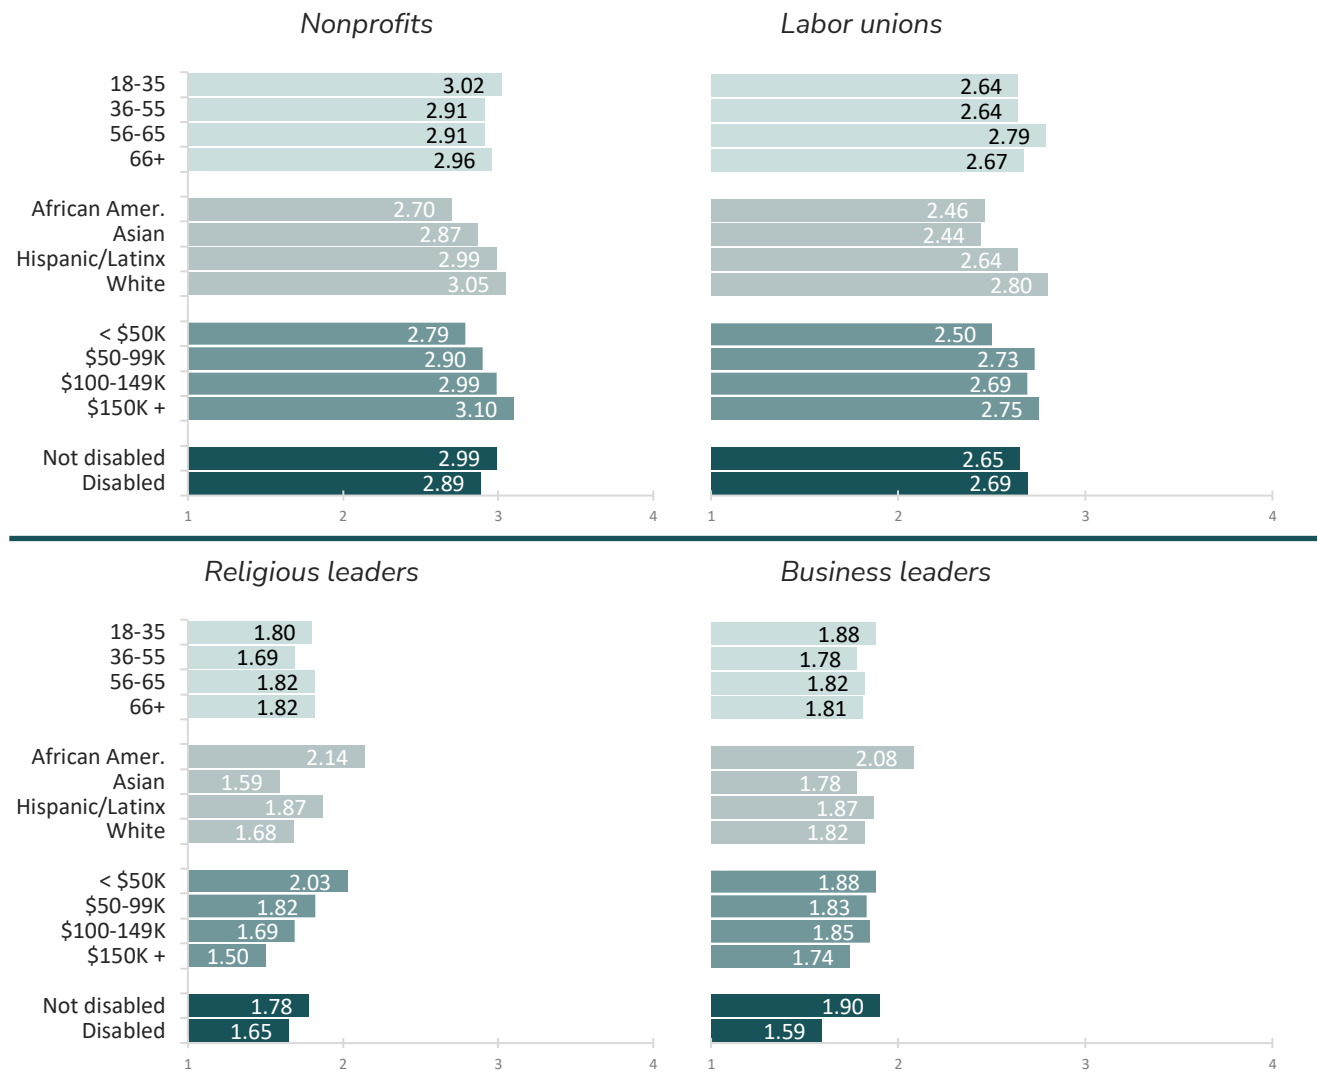 Nonprofits Labor unions
18-35 3.02 2.64
36-55 2.91 2.64
56-65 2.91 2.79
66+ 2.96 2.67
African Amer. 2.70 2.46
Asian 2.87 2.44
Hispanic/Latinx 2.99 2.64
White 3.05 2.80
< $50K 2.79 2.50
$50-99K 2.90 2.73
$100-149K 2.99 2.69
$150K + 3.10 2.75
Not disabled 2.99 2.65
Disabled 2.89 2.69
1 2 3 4 1 2 3 4
Religious leaders Business leaders
18-35 1.80 1.88
36-55 1.69 1.78
56-65 1.82 1.82
66+ 1.82 1.81
African Amer. 2.14 2.08
Asian 1.59 1.78
Hispanic/Latinx 1.87 1.87
White 1.68 1.82
< $50K 2.03 1.88
$50-99K 1.82 1.83
$100-149K 1.69 1.85
$150K + 1.50 1.74
Not disabled 1.78 1.90
Disabled 1.65 1.59
1 2 3 4 1 2 3 4